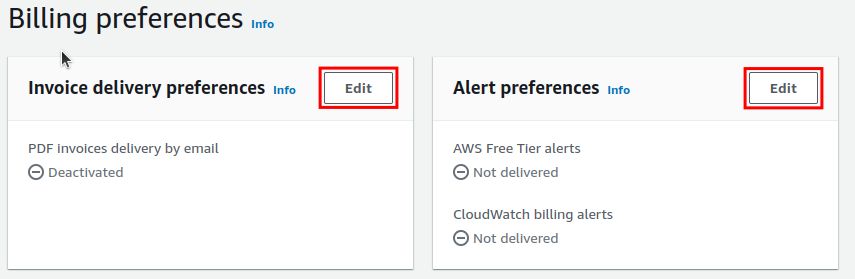 Billing preferences Info
Invoice delivery preferences Info Edit
PDF invoices delivery by email
Deactivated
Alert preferences Info Edit
AWS Free Tier alerts
Not delivered
CloudWatch billing alerts
Not delivered